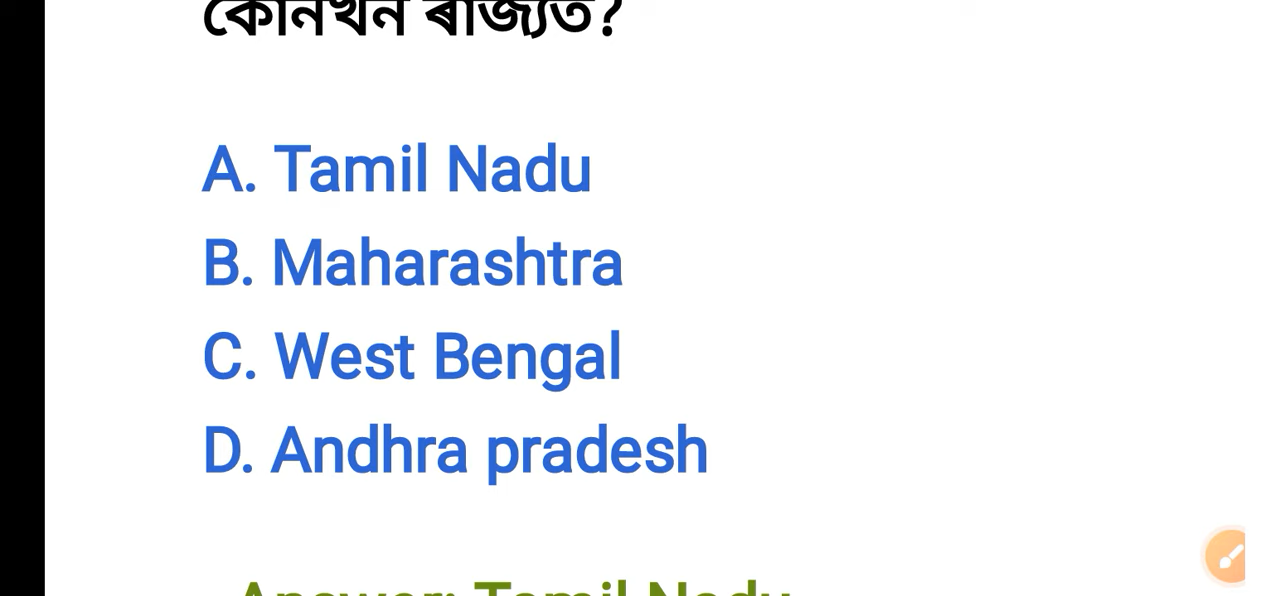 কোনখন ৰাজ্যত?
A. Tamil Nadu
B. Maharashtra
C. West Bengal
D. Andhra pradesh
Answer: Tamil Nadu